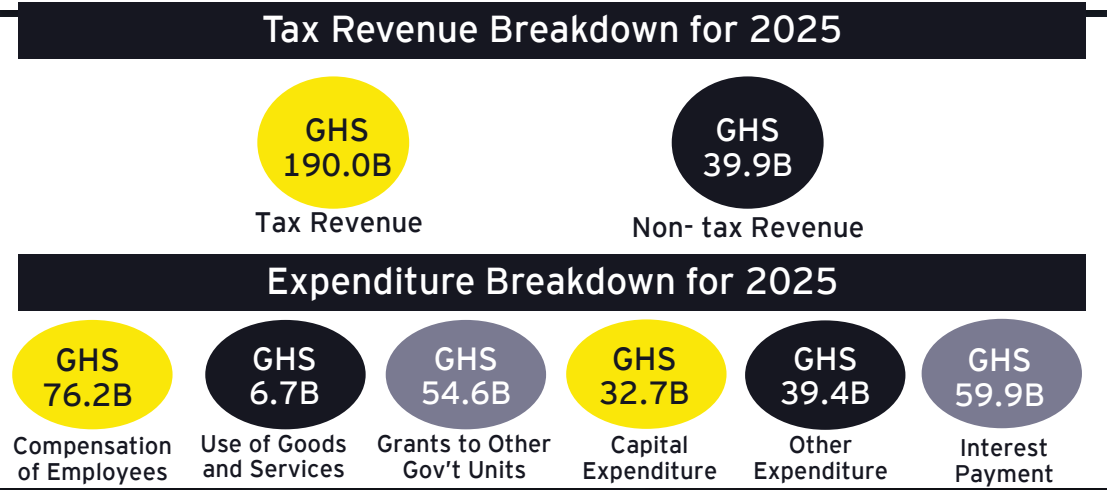 Tax Revenue Breakdown for 2025
GHS
190.0B
Tax Revenue
GHS
39.9B
Non- tax Revenue
Expenditure Breakdown for 2025
GHS
76.2B
Compensation
of Employees
GHS
6.7B
Use of Goods
and Services
GHS
54.6B
Grants to Other
Gov't Units
GHS
32.7B
Capital
Expenditure
GHS
39.4B
Other
Expenditure
GHS
59.9B
Interest
Payment